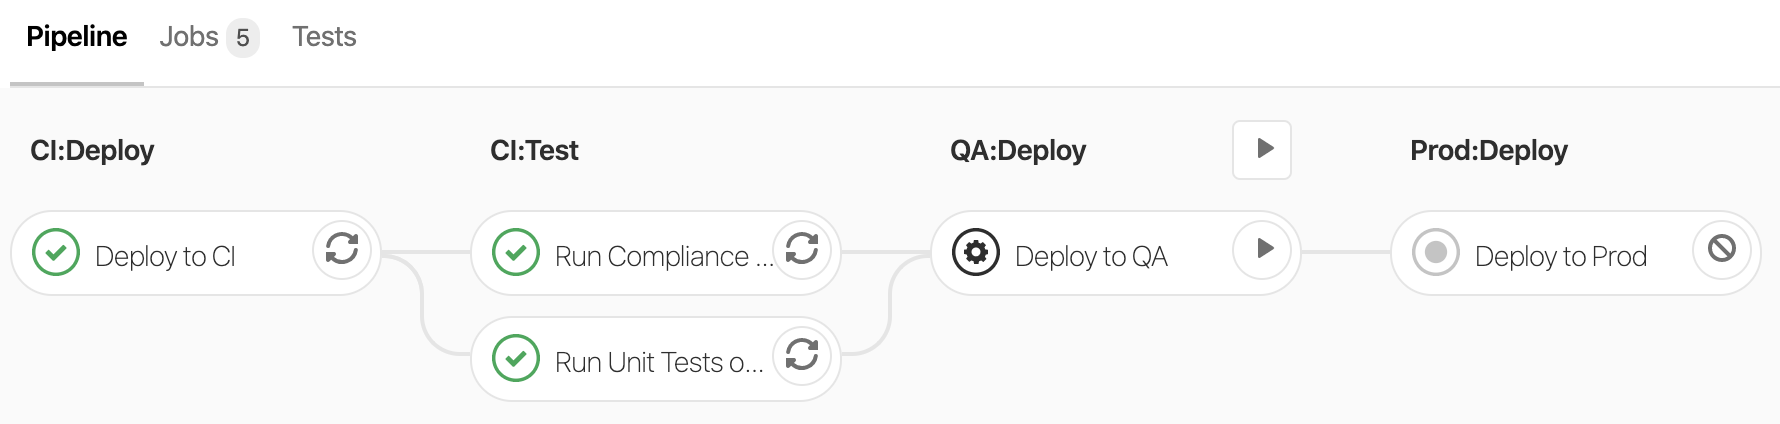 Pipeline Jobs 5 Tests
CI:Deploy CI:Test QA:Deploy Prod:Deploy
Deploy to CI Run Compliance ... Deploy to QA Deploy to Prod
Run Unit Tests o...